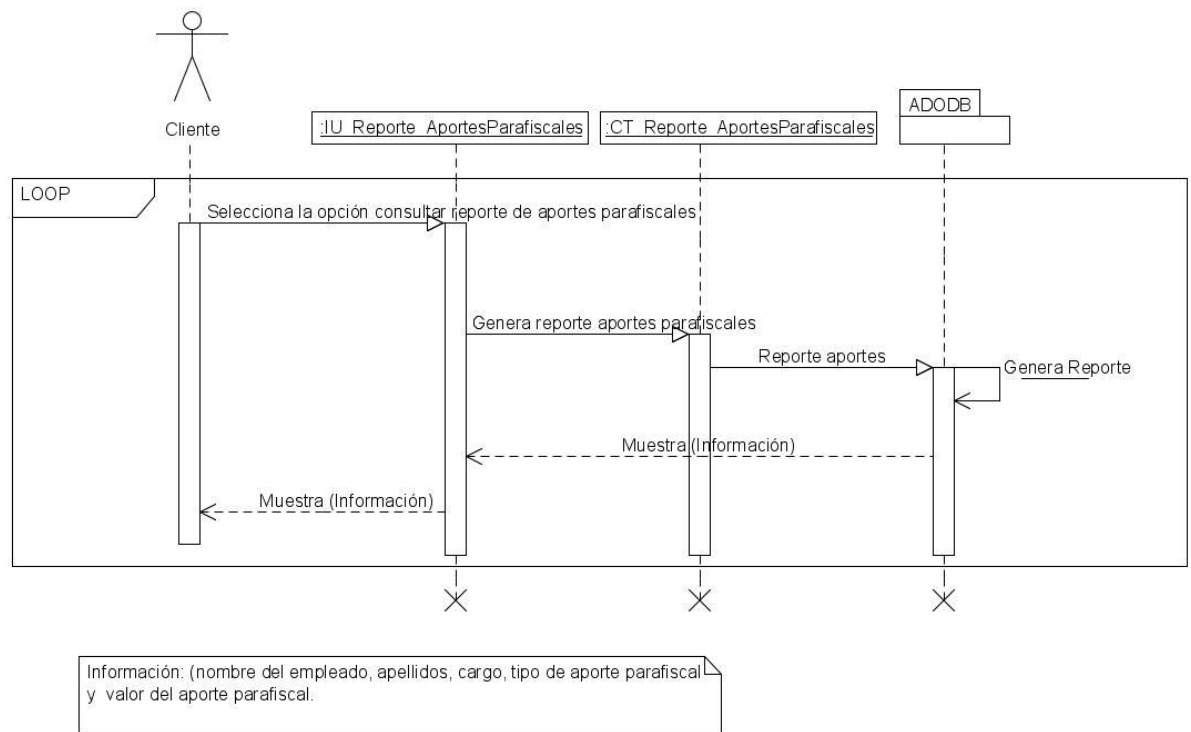 Cliente
:IU_Reporte_AportesParafiscales
:CT_Reporte_AportesParafiscales
ADODB
LOOP
Selecciona la opción consultar reporte de aportes parafiscales
Genera reporte aportes parafiscales
Reporte aportes
Genera Reporte
Muestra (Información)
Muestra (Información)
Información: (nombre del empleado, apellidos, cargo, tipo de aporte parafiscal
y valor del aporte parafiscal.